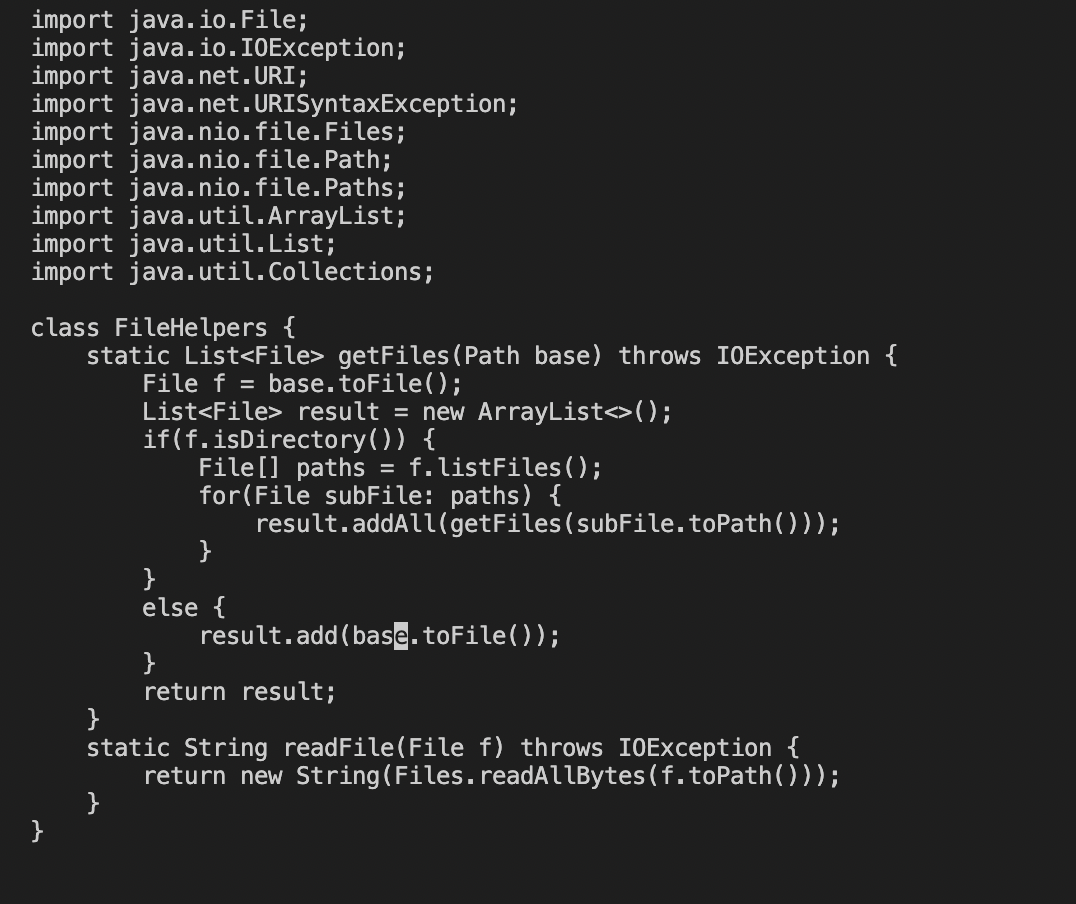 import java.io.File;
import java.io.IOException;
import java.net.URI;
import java.net.URISyntaxException;
import java.nio.file.Files;
import java.nio.file.Path;
import java.nio.file.Paths;
import java.util.ArrayList;
import java.util.List;
import java.util.Collections;

class FileHelpers {
    static List<File> getFiles(Path base) throws IOException {
        File f = base.toFile();
        List<File> result = new ArrayList<>();
        if(f.isDirectory()) {
            File[] paths = f.listFiles();
            for(File subFile: paths) {
                result.addAll(getFiles(subFile.toPath()));
            }
        }
        else {
            result.add(base.toFile());
        }
        return result;
    }
    static String readFile(File f) throws IOException {
        return new String(Files.readAllBytes(f.toPath()));
    }
}